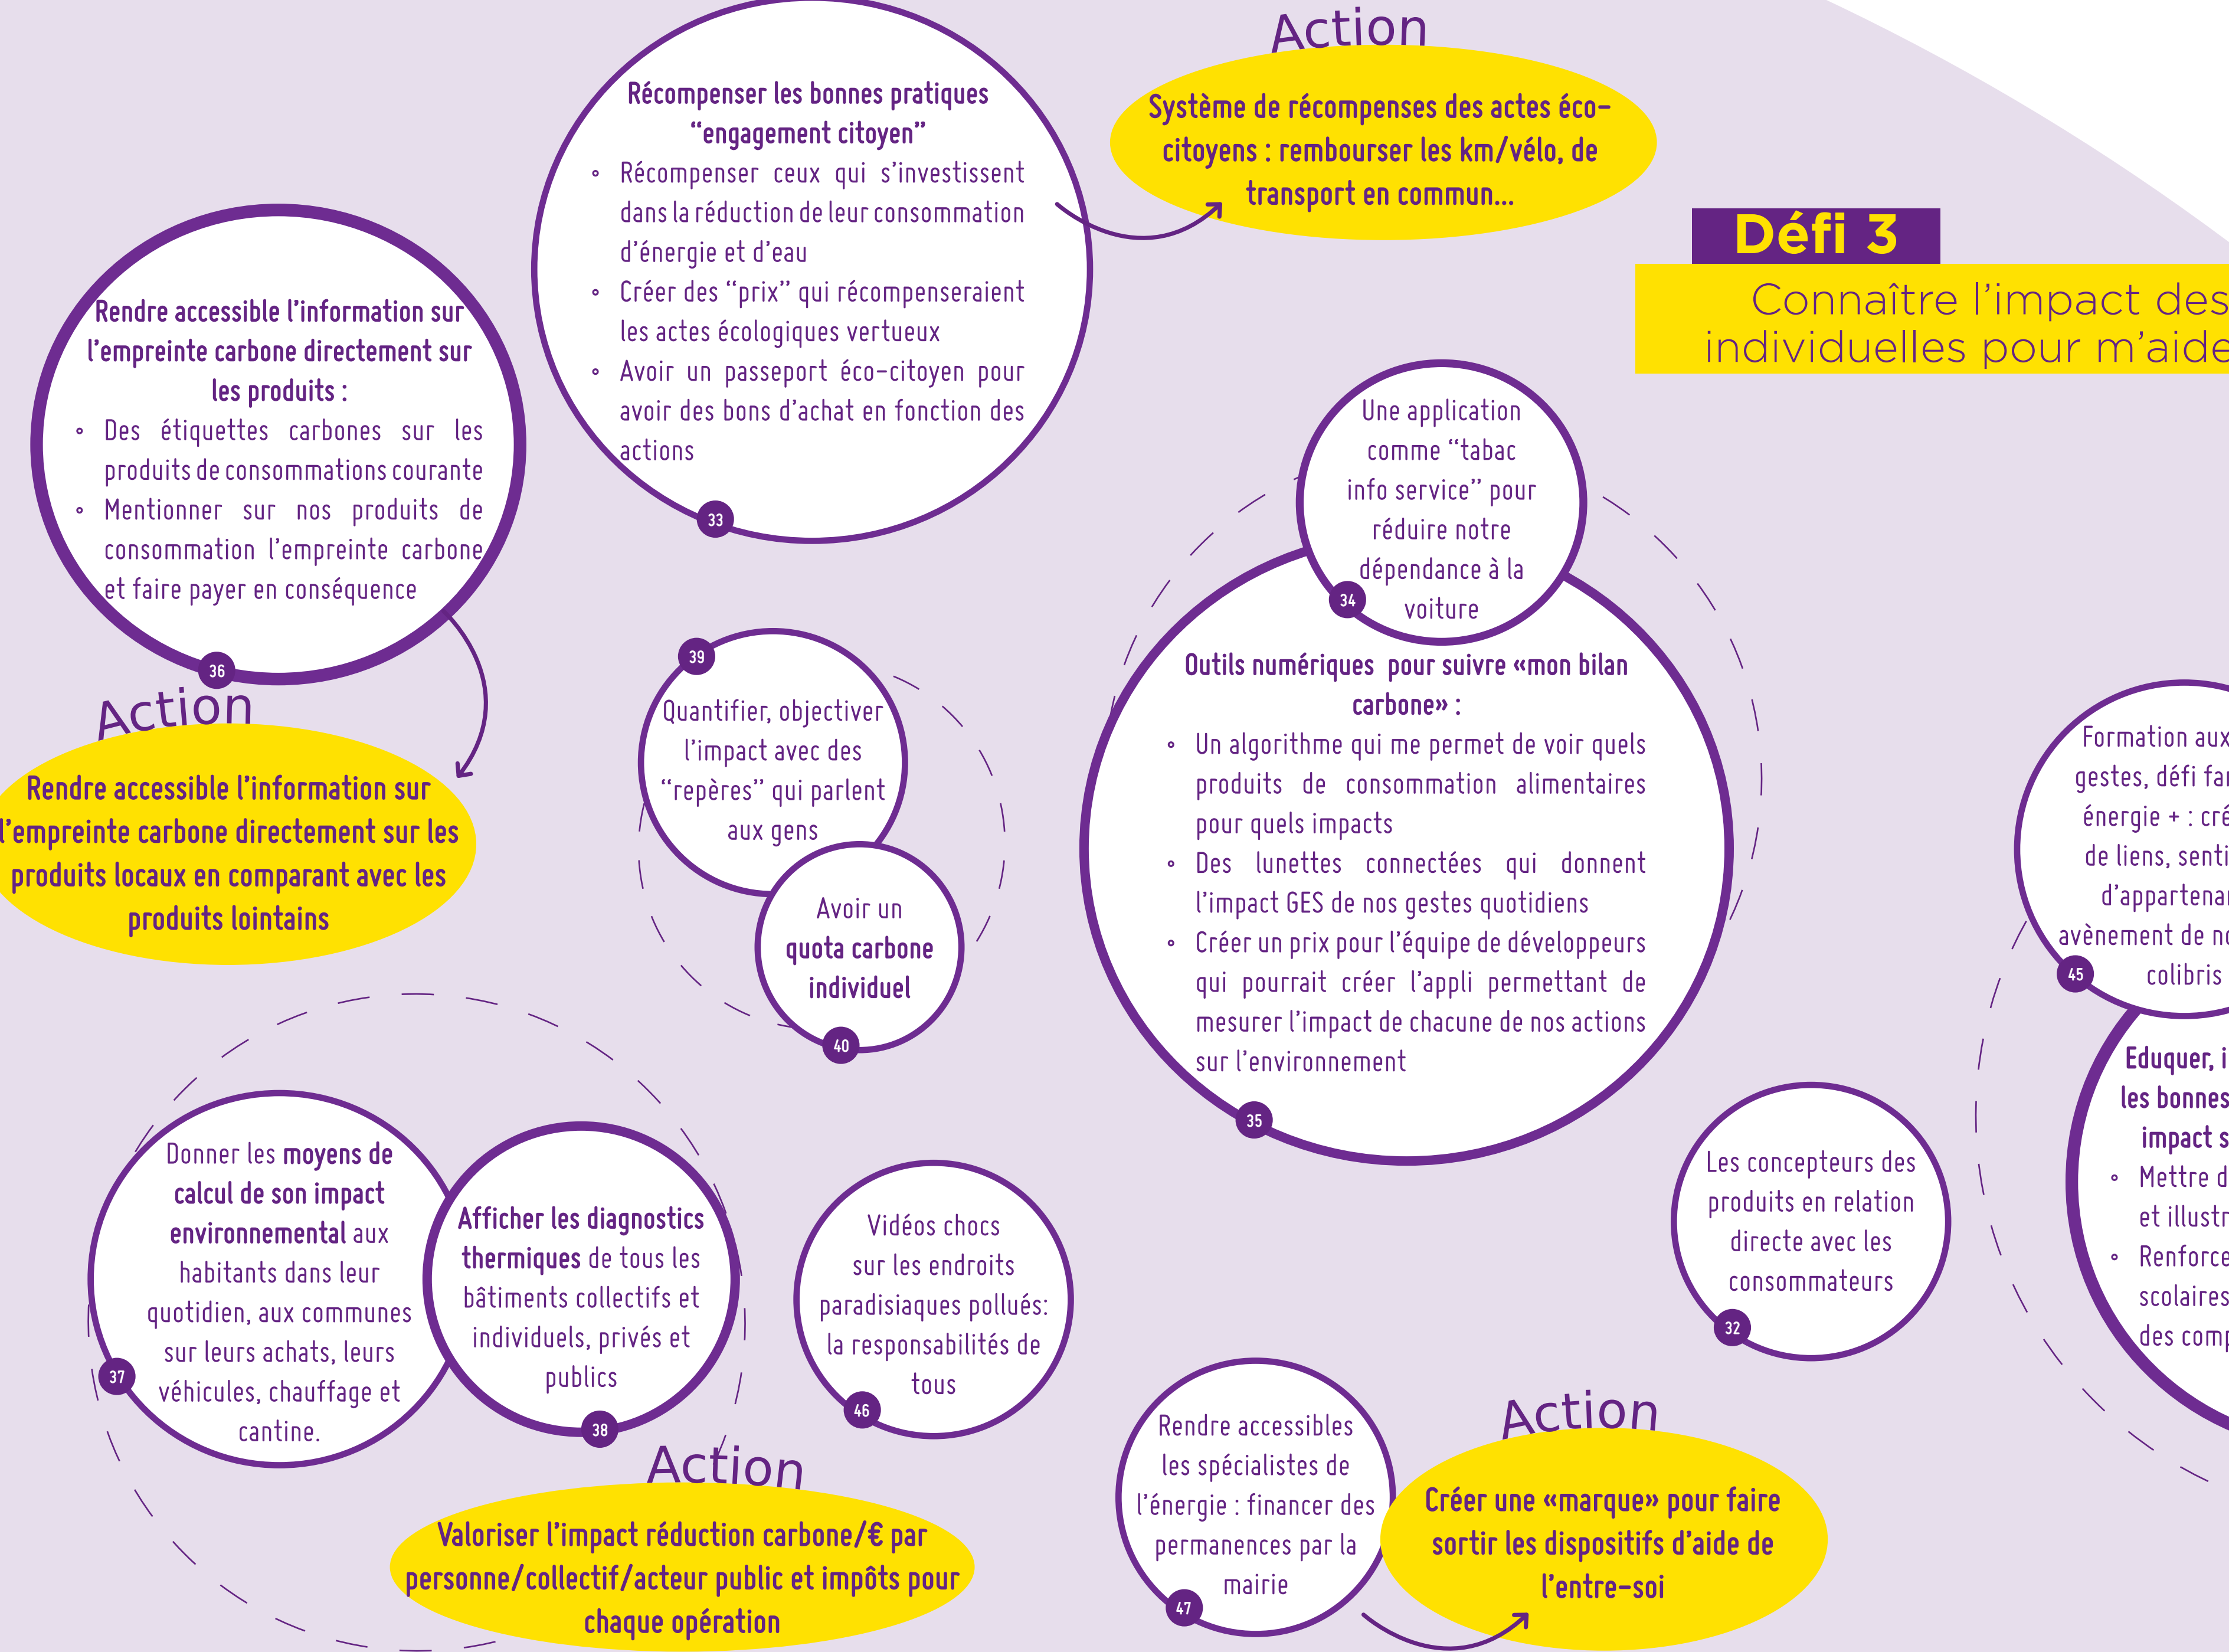 Action
Système de récompenses des actes éco-
citoyens : rembourser les km/vélo, de
transport en commun...
Récompenser les bonnes pratiques
“engagement citoyen”
◦ Récompenser ceux qui s’investissent
dans la réduction de leur consommation
d’énergie et d’eau
◦ Créer des “prix” qui récompenseraient
les actes écologiques vertueux
◦ Avoir un passeport éco-citoyen pour
avoir des bons d’achat en fonction des
actions
33
Défi 3
Connaître l’impact des
individuelles pour m’aide
Rendre accessible l’information sur
l’empreinte carbone directement sur
les produits :
◦ Des étiquettes carbones sur les
produits de consommations courante
◦ Mentionner sur nos produits de
consommation l’empreinte carbone
et faire payer en conséquence
36
Action
Rendre accessible l’information sur
l’empreinte carbone directement sur les
produits locaux en comparant avec les
produits lointains
Une application
comme “tabac
info service” pour
réduire notre
dépendance à la
voiture
34
Outils numériques pour suivre «mon bilan
carbone» :
◦ Un algorithme qui me permet de voir quels
produits de consommation alimentaires
pour quels impacts
◦ Des lunettes connectées qui donnent
l’impact GES de nos gestes quotidiens
◦ Créer un prix pour l’équipe de développeurs
qui pourrait créer l’appli permettant de
mesurer l’impact de chacune de nos actions
sur l’environnement
35
39
Quantifier, objectiver
l’impact avec des
“repères” qui parlent
aux gens
Avoir un
quota carbone
individuel
40
Formation aux
gestes, défi
énergie + :
de liens,
avènement de
colibris
45
Eduquer,
les bonnes
impact
◦ Mettre
et
◦
scolaires
des
Donner les moyens de
calcul de son impact
environnemental aux
habitants dans leur
quotidien, aux communes
sur leurs achats, leurs
véhicules, chauffage et
cantine.
37
Afficher les diagnostics
thermiques de tous les
bâtiments collectifs et
individuels, privés et
publics
38
Action
Valoriser l’impact réduction carbone/€ par
personne/collectif/acteur public et impôts pour
chaque opération
Vidéos chocs
sur les endroits
paradisiaques pollués:
la responsabilités de
tous
46
Les concepteurs des
produits en relation
directe avec les
consommateurs
32
Rendre accessibles
les spécialistes de
l’énergie : financer des
permanences par la
mairie
47
Action
Créer une «marque» pour faire
sortir les dispositifs d’aide de
l’entre-soi